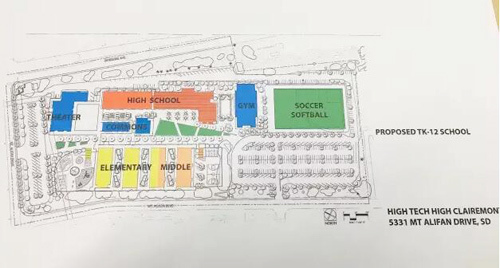 HIGH SCHOOL
THEATER
COMMONS
GYM
SOCCER
SOFTBALL
PROPOSED TK-12 SCHOOL
ELEMENTARY
MIDDLE
HIGH TECH HIGH CLAIREMONT
5331 MT ALIFAN DRIVE, SD
NORTH